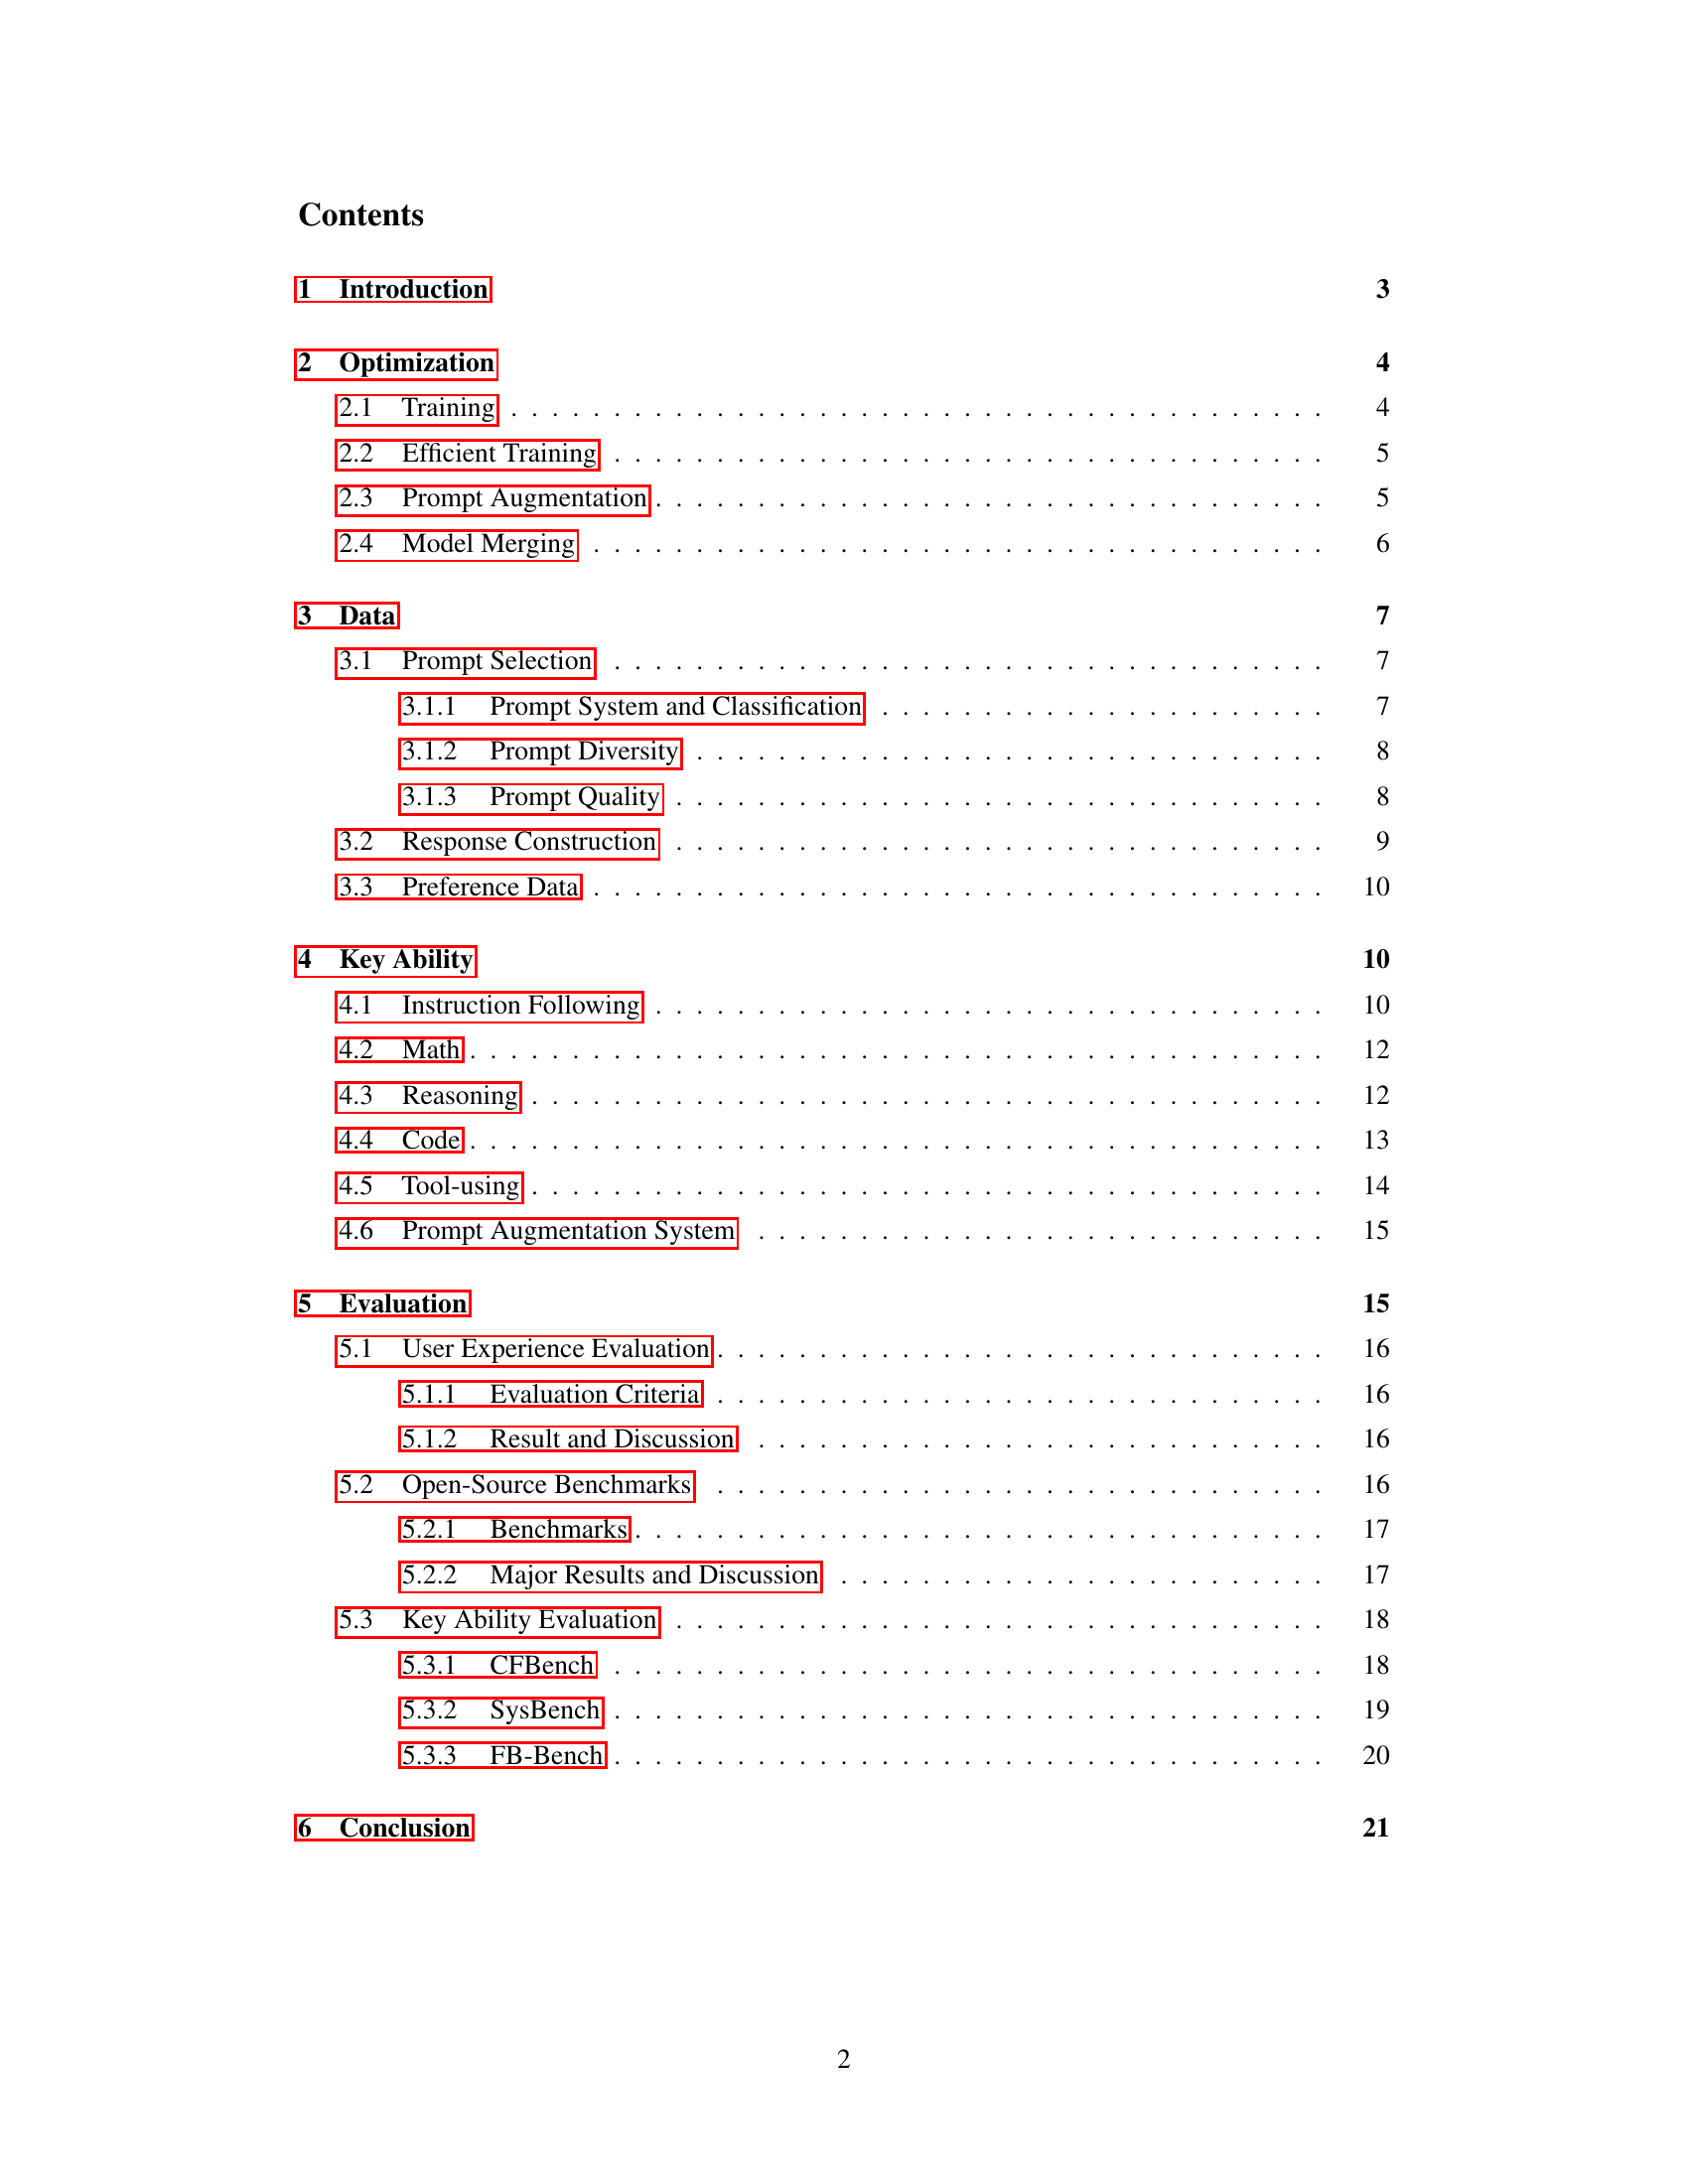 Contents
1 Introduction 3
2 Optimization 4
2.1 Training . . . . . . . . . . . . . . . . . . . . . . . . . . . . . . . . . . . . . . . . 4
2.2 Efficient Training . . . . . . . . . . . . . . . . . . . . . . . . . . . . . . . . . . . 5
2.3 Prompt Augmentation . . . . . . . . . . . . . . . . . . . . . . . . . . . . . . . . . 5
2.4 Model Merging . . . . . . . . . . . . . . . . . . . . . . . . . . . . . . . . . . . . 6
3 Data 7
3.1 Prompt Selection . . . . . . . . . . . . . . . . . . . . . . . . . . . . . . . . . . . 7
3.1.1 Prompt System and Classification . . . . . . . . . . . . . . . . . . . . . . 7
3.1.2 Prompt Diversity . . . . . . . . . . . . . . . . . . . . . . . . . . . . . . . 8
3.1.3 Prompt Quality . . . . . . . . . . . . . . . . . . . . . . . . . . . . . . . . 8
3.2 Response Construction . . . . . . . . . . . . . . . . . . . . . . . . . . . . . . . . 9
3.3 Preference Data . . . . . . . . . . . . . . . . . . . . . . . . . . . . . . . . . . . . 10
4 Key Ability 10
4.1 Instruction Following . . . . . . . . . . . . . . . . . . . . . . . . . . . . . . . . . 10
4.2 Math . . . . . . . . . . . . . . . . . . . . . . . . . . . . . . . . . . . . . . . . . . 12
4.3 Reasoning . . . . . . . . . . . . . . . . . . . . . . . . . . . . . . . . . . . . . . . 12
4.4 Code . . . . . . . . . . . . . . . . . . . . . . . . . . . . . . . . . . . . . . . . . . 13
4.5 Tool-using . . . . . . . . . . . . . . . . . . . . . . . . . . . . . . . . . . . . . . . 14
4.6 Prompt Augmentation System . . . . . . . . . . . . . . . . . . . . . . . . . . . . 15
5 Evaluation 15
5.1 User Experience Evaluation . . . . . . . . . . . . . . . . . . . . . . . . . . . . . . 16
5.1.1 Evaluation Criteria . . . . . . . . . . . . . . . . . . . . . . . . . . . . . . 16
5.1.2 Result and Discussion . . . . . . . . . . . . . . . . . . . . . . . . . . . . 16
5.2 Open-Source Benchmarks . . . . . . . . . . . . . . . . . . . . . . . . . . . . . . 16
5.2.1 Benchmarks . . . . . . . . . . . . . . . . . . . . . . . . . . . . . . . . . . 17
5.2.2 Major Results and Discussion . . . . . . . . . . . . . . . . . . . . . . . . 17
5.3 Key Ability Evaluation . . . . . . . . . . . . . . . . . . . . . . . . . . . . . . . . 18
5.3.1 CFBench . . . . . . . . . . . . . . . . . . . . . . . . . . . . . . . . . . . 18
5.3.2 SysBench . . . . . . . . . . . . . . . . . . . . . . . . . . . . . . . . . . . 19
5.3.3 FB-Bench . . . . . . . . . . . . . . . . . . . . . . . . . . . . . . . . . . . 20
6 Conclusion 21
2